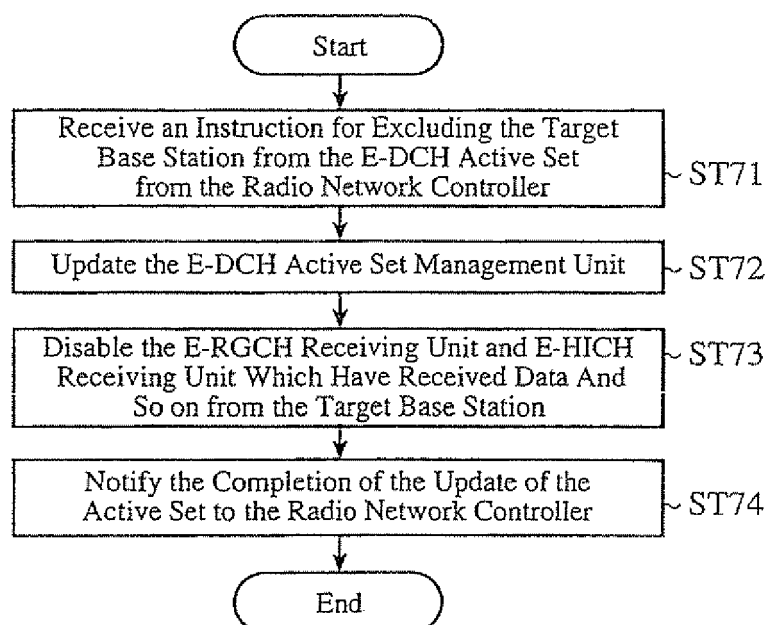 Start
Receive an Instruction for Excluding the Target
Base Station from the E-DCH Active Set
from the Radio Network Controller
ST71
Update the E-DCH Active Set Management Unit
ST72
Disable the E-RGCH Receiving Unit and E-HICH
Receiving Unit Which Have Received Data And
So on from the Target Base Station
ST73
Notify the Completion of the Update of the
Active Set to the Radio Network Controller
ST74
End